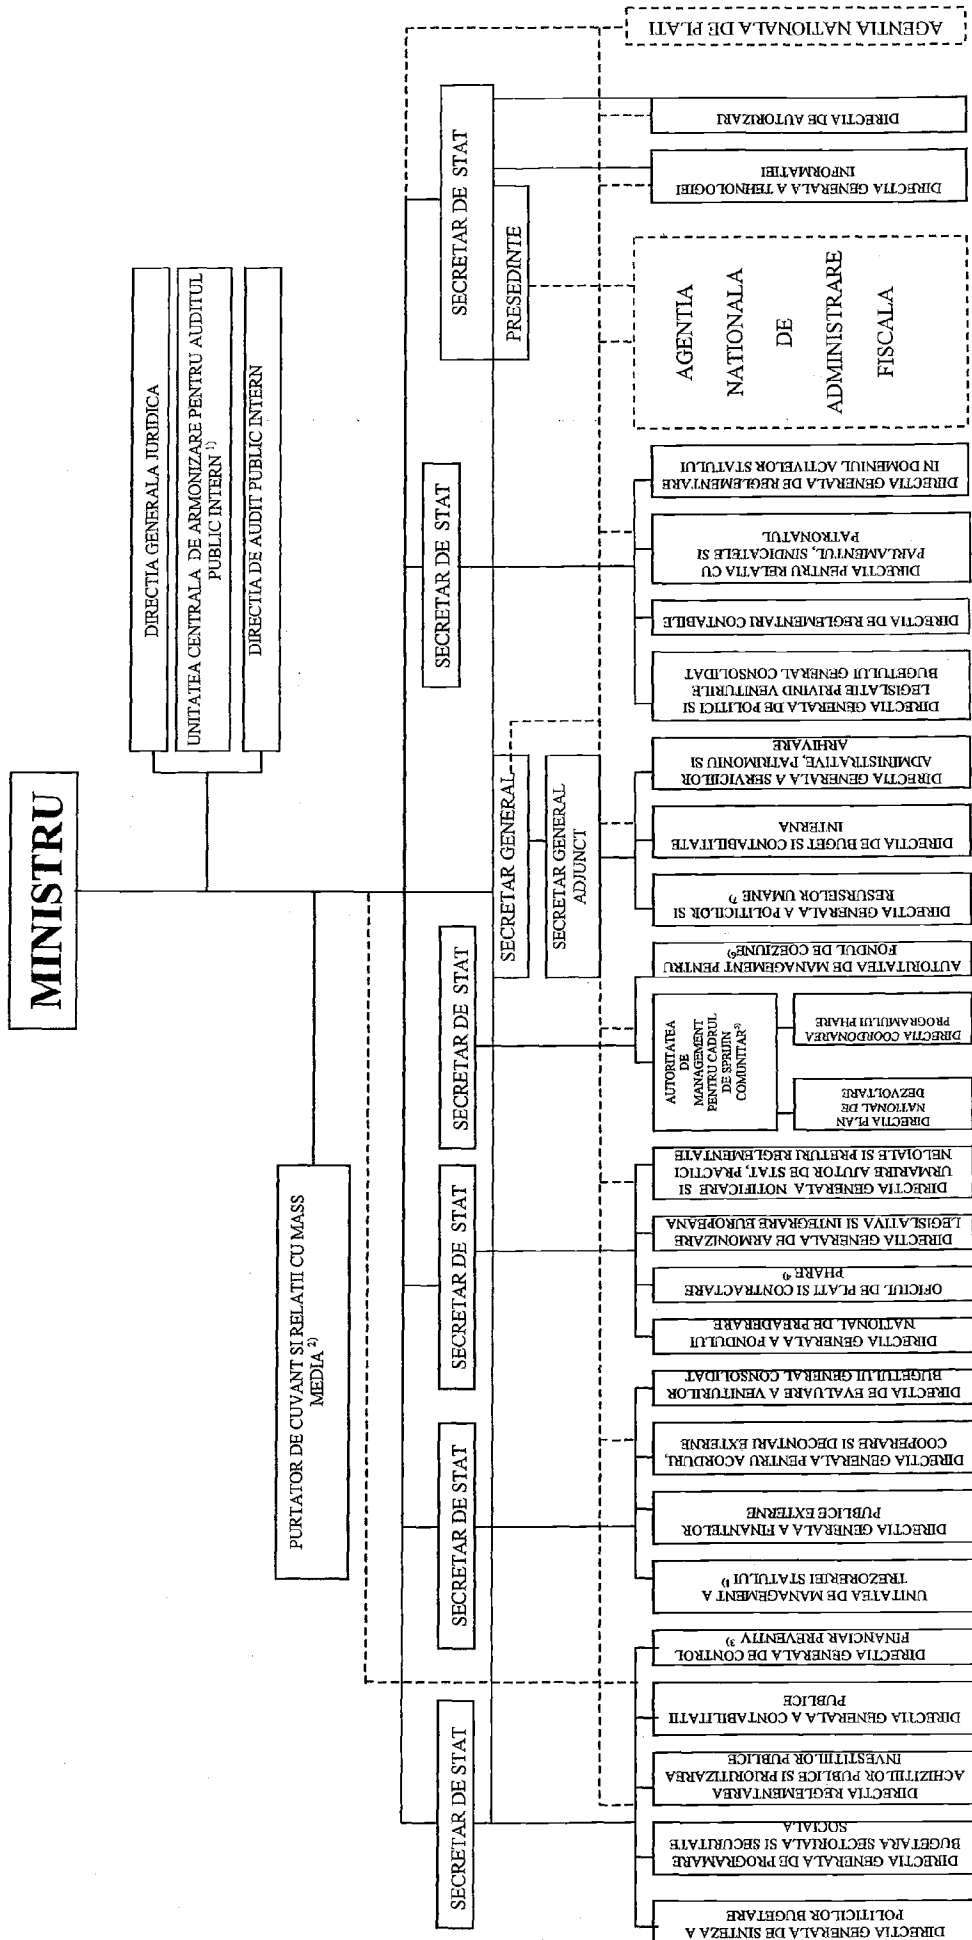 MINISTRU
DIRECTIA GENERALA JURIDICA
UNITATEA CENTRALA DE ARMONIZARE PENTRU AUDITUL
PUBLIC INTERN 1)
DIRECTIA DE AUDIT PUBLIC INTERN
PURTATOR DE CUVANT SI RELATII CU MASS
MEDIA 2)
SECRETAR DE STAT
SECRETAR DE STAT
SECRETAR DE STAT
SECRETAR DE STAT
SECRETAR DE STAT
SECRETAR DE STAT
PRESEDINTE
SECRETAR GENERAL
SECRETAR GENERAL
ADJUNCT
DIRECTIA GENERALA DE SINTEZA A
POLITICILOR BUGETARE
DIRECTIA GENERALA DE PROGRAMARE
BUGETARA SECTORIALA SI SECURITATE
SOCIALA
DIRECTIA REGLEMENTAREA
ACHIZITIILOR PUBLICE SI PRIORITIZAREA
INVESTITIILOR PUBLICE
DIRECTIA GENERALA A CONTABILITATII
PUBLICE
DIRECTIA GENERALA DE CONTROL
FINANCIAR PREVENTIV 3)
UNITATEA DE MANAGEMENT A
TREZORERIEI STATULUI 1)
DIRECTIA GENERALA A FINANTELOR
PUBLICE EXTERNE
DIRECTIA GENERALA PENTRU ACORDURI,
COOPERARE SI DECONTARI EXTERNE
DIRECTIA DE EVALUARE A VENITURILOR
BUGETULUI GENERAL CONSOLIDAT
DIRECTIA GENERALA A FONDULUI
NATIONAL DE PREADERARE
OFICIUL DE PLATI SI CONTRACTARE
PHARE 4)
DIRECTIA GENERALA DE ARMONIZARE
LEGISLATIVA SI INTEGRARE EUROPEANA
DIRECTIA GENERALA NOTIFICARE SI
URMARIRE AJUTOR DE STAT, PRACTICI
NELOIALE SI PRETURI REGLEMENTATE
AUTORITATEA
DE
MANAGEMENT
PENTRU CADRUL
DE SPRIJIN
COMUNITAR5)
DIRECTIA PLAN
NATIONAL DE
DEZVOLTARE
DIRECTIA COORDONAREA
PROGRAMULUI PHARE
AUTORITATEA DE MANAGEMENT PENTRU
FONDUL DE COEZIUNE6)
DIRECTIA GENERALA A POLITICILOR SI
RESURSELOR UMANE 7)
DIRECTIA DE BUGET SI CONTABILITATE
INTERNA
DIRECTIA GENERALA A SERVICIILOR
ADMINISTRATIVE, PATRIMONIU SI
ARHIVARE
DIRECTIA GENERALA DE POLITICI SI
LEGISLATIE PRIVIND VENITURILE
BUGETULUI GENERAL CONSOLIDAT
DIRECTIA DE REGLEMENTARI CONTABILE
DIRECTIA PENTRU RELATIA CU
PARLAMENTUL, SINDICATELE SI
PATRONATUL
DIRECTIA GENERALA DE REGLEMENTARE
IN DOMENIUL ACTIVELOR STATULUI
AGENTIA
NATIONALA
DE
ADMINISTRARE
FISCALA
DIRECTIA GENERALA A TEHNOLOGIEI
INFORMATIEI
DIRECTIA DE AUTORIZARI
AGENTIA NATIONALA DE PLATI